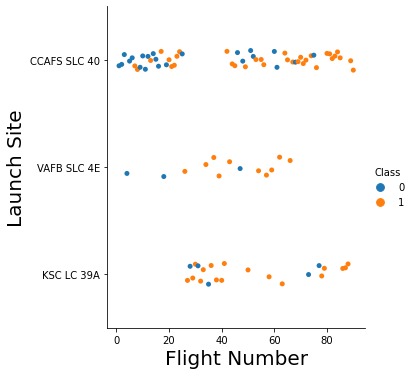 CCAFS SLC 40
VAFB SLC 4E
KSC LC 39A
Launch Site
0 20 40 60 80
Flight Number
Class
0
1